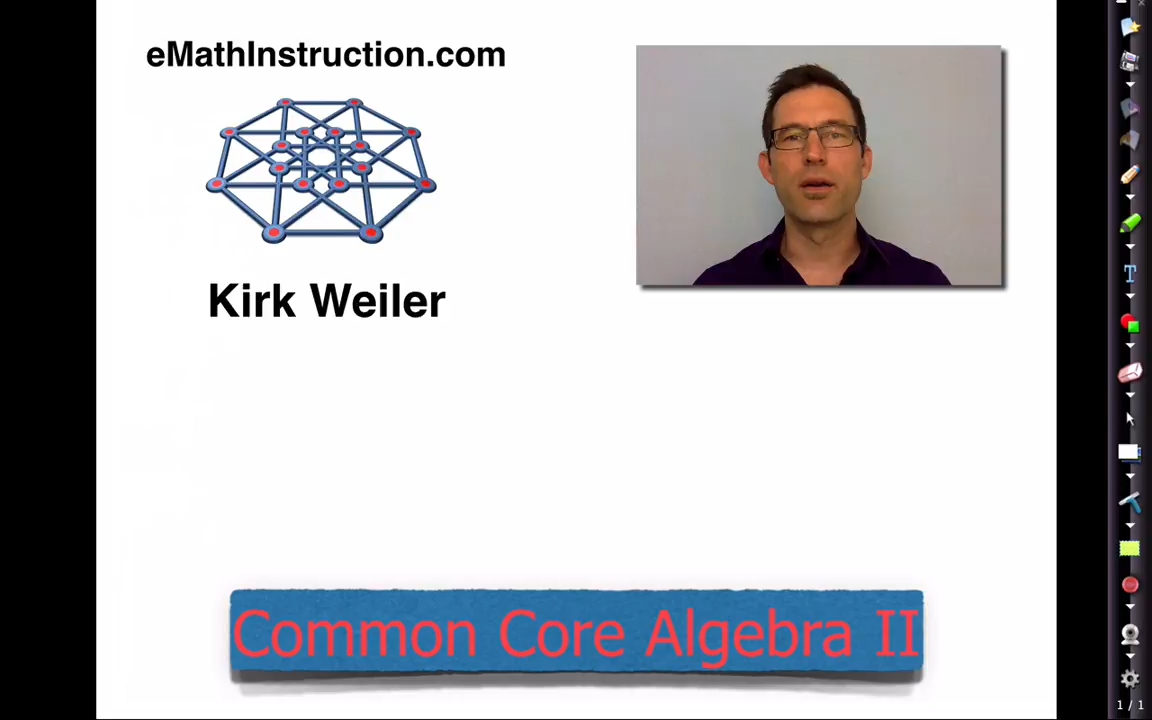 eMathInstruction.com
Kirk Weiler
Common Core Algebra II
T
1 / 1